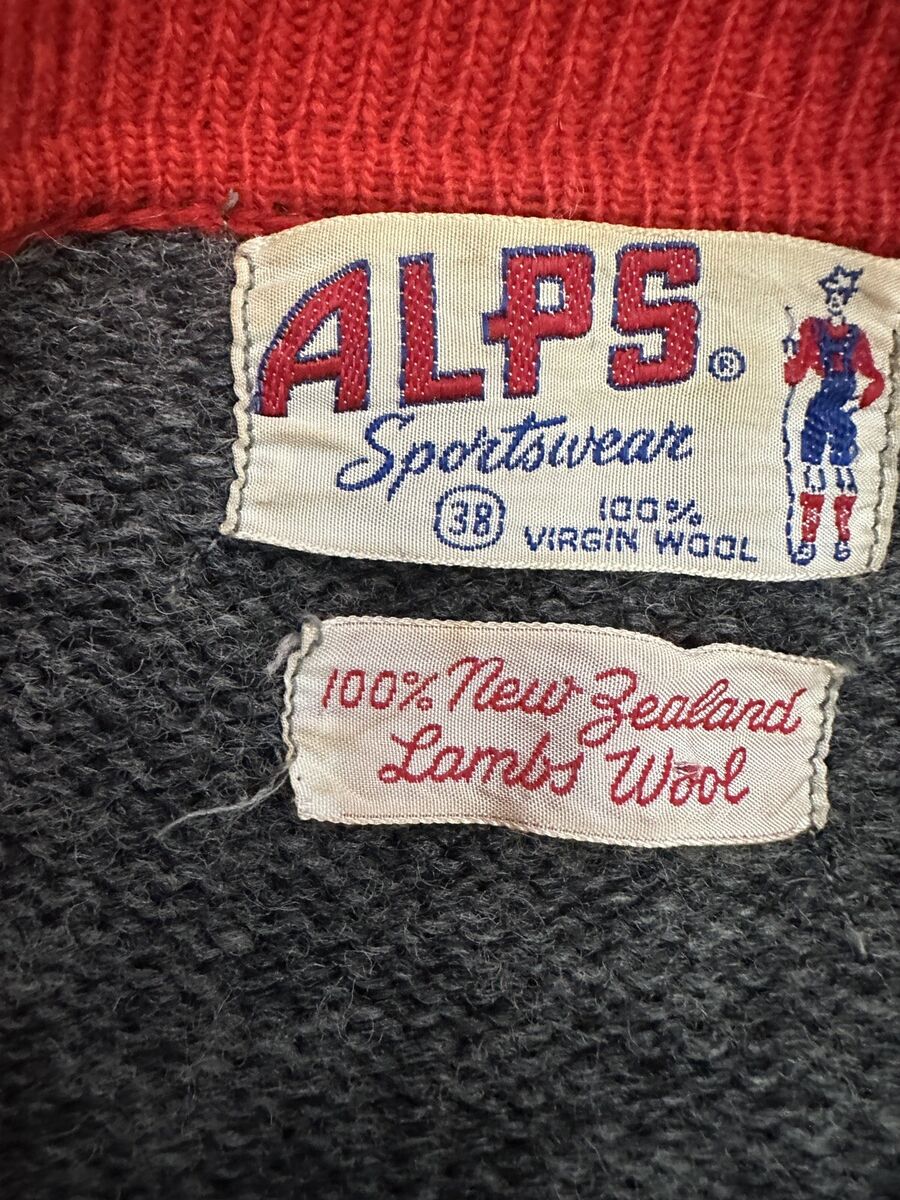 ALPS®
Sportswear
38
100%
VIRGIN WOOL
100% New Zealand
Lambs Wool